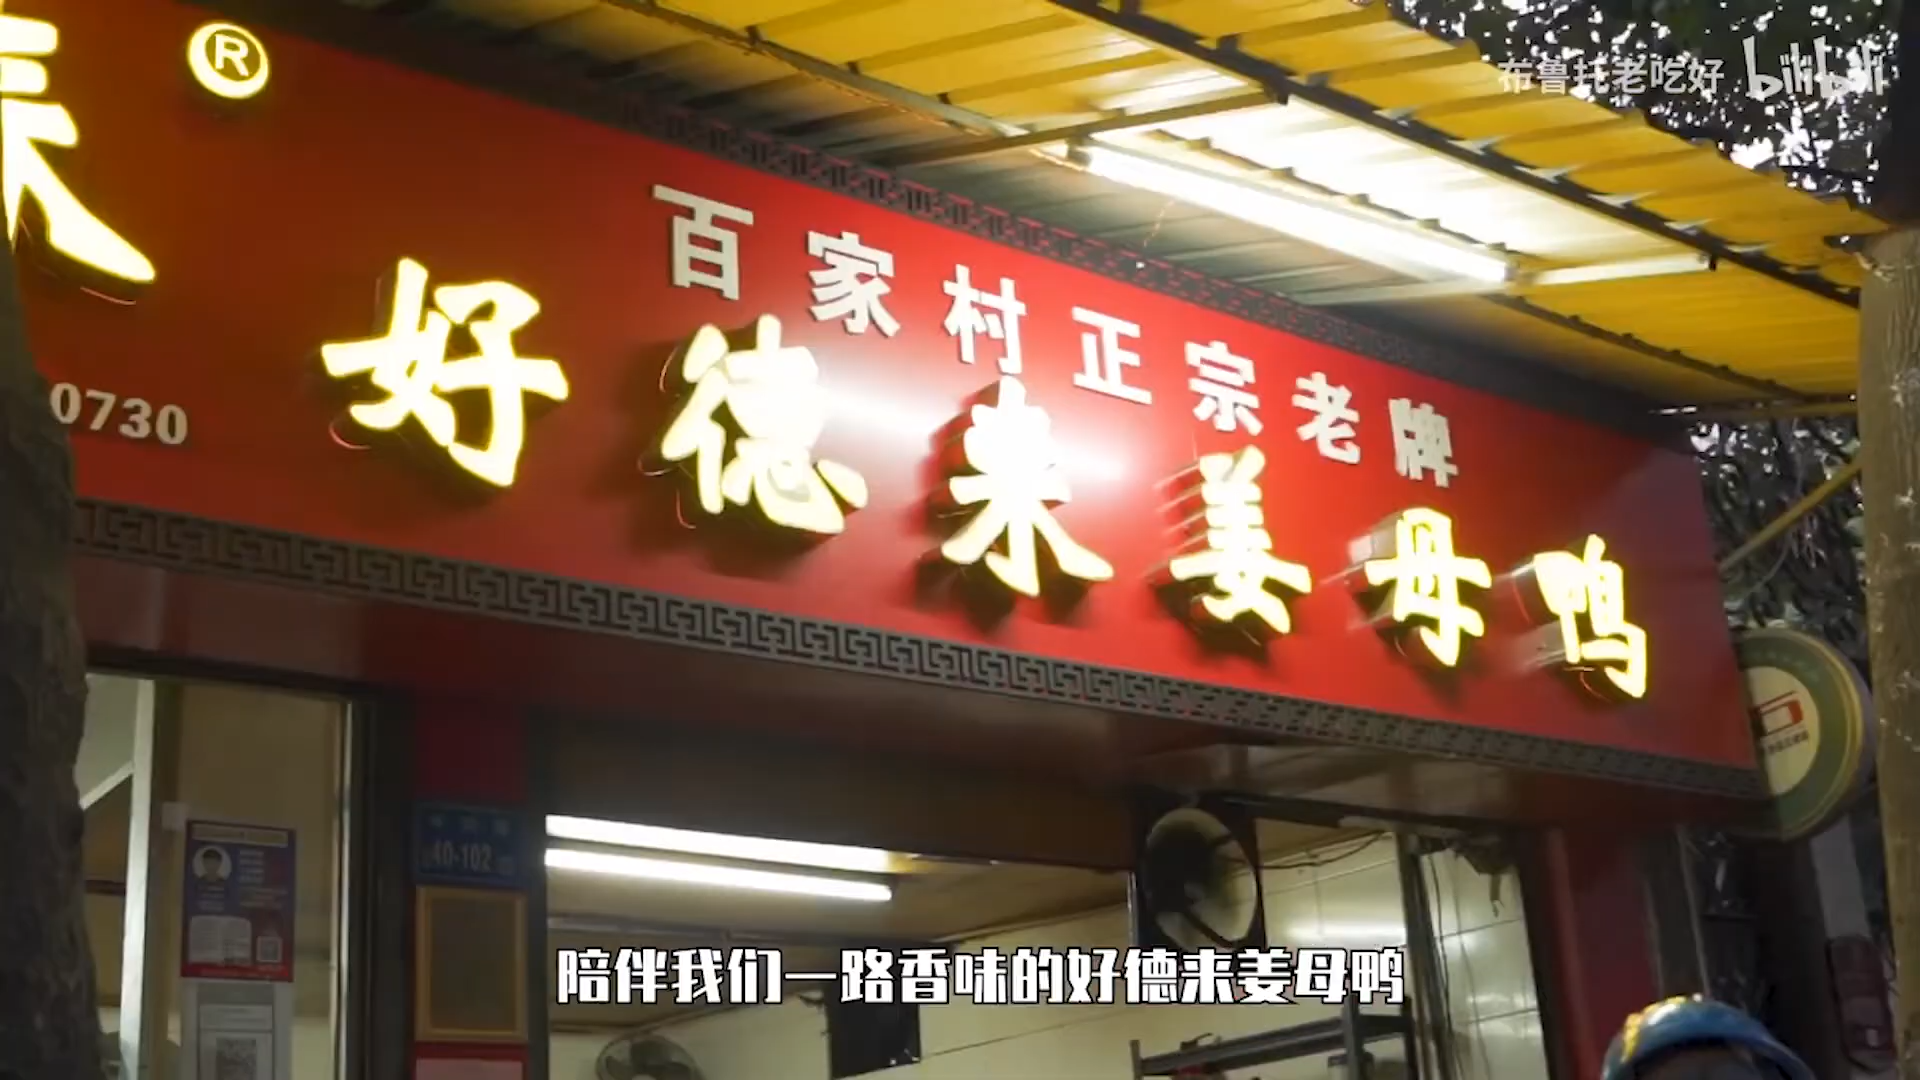 布鲁托老吃好 bilibili
®
百家村正宗老牌
好德来姜母鸭
0730
40-102
陪伴我们一路香味的好德来姜母鸭